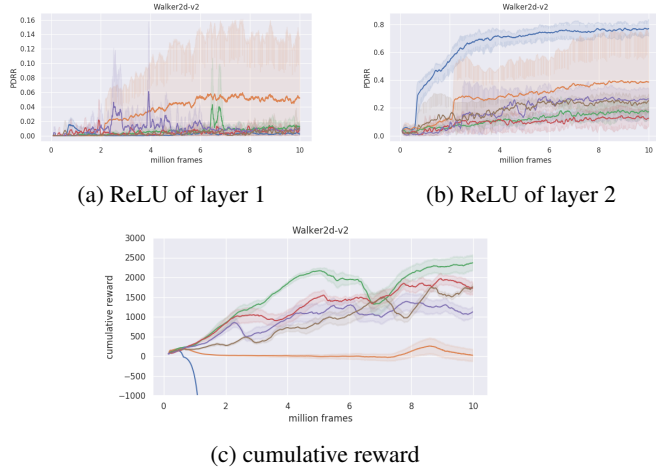 Walker2d-v2
0.16
0.14
0.12
0.10
0.08
0.06
0.04
0.02
0.00
PDRR
0 2 4 6 8 10
million frames
(a) ReLU of layer 1
Walker2d-v2
0.8
0.6
0.4
0.2
0.0
PDRR
0 2 4 6 8 10
million frames
(b) ReLU of layer 2
Walker2d-v2
3000
2500
2000
1500
1000
500
0
−500
−1000
cumulative reward
0 2 4 6 8 10
million frames
(c) cumulative reward